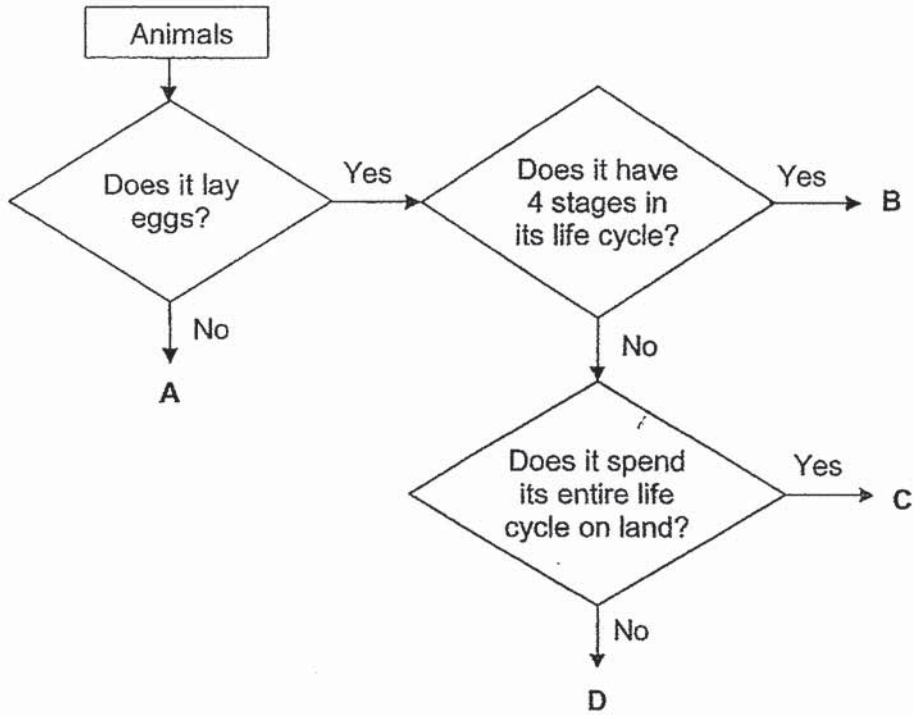 Animals
Does it lay
eggs?
Yes
No
A
Does it have
4 stages in
its life cycle?
Yes
B
No
Does it spend
its entire life
cycle on land?
Yes
C
No
D